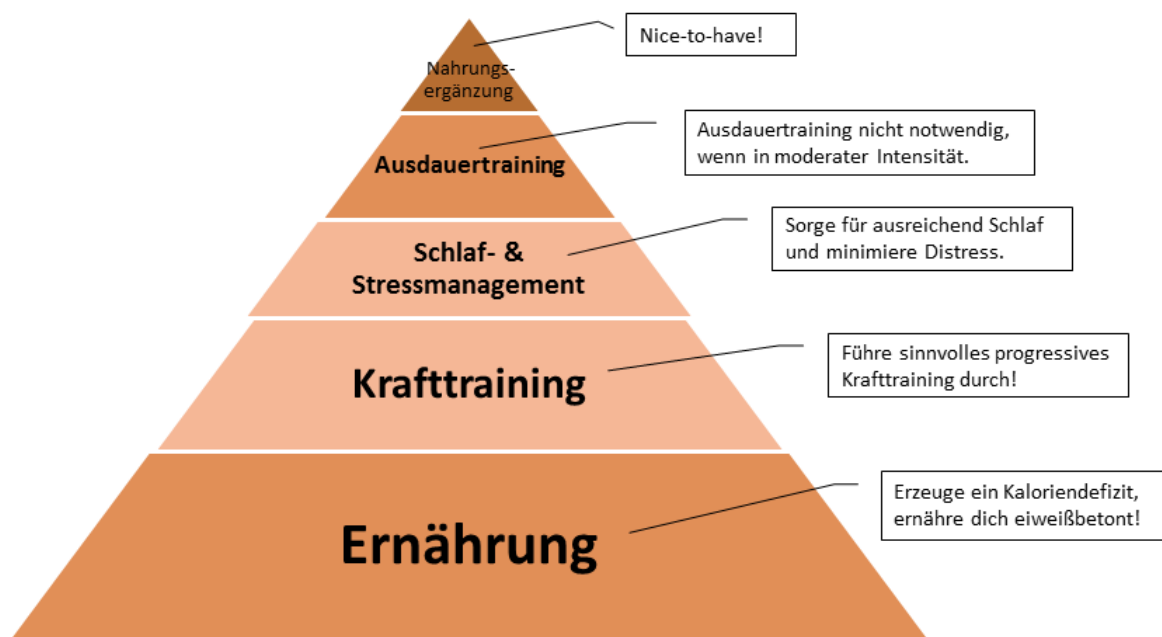 Nice-to-have!
Nahrungs-
ergänzung
Ausdauertraining nicht notwendig,
wenn in moderater Intensität.
Ausdauertraining
Sorge für ausreichend Schlaf
und minimiere Distress.
Schlaf- &
Stressmanagement
Führe sinnvolles progressives
Krafttraining durch!
Krafttraining
Erzeuge ein Kaloriendefizit,
ernähre dich eiweißbetont!
Ernährung